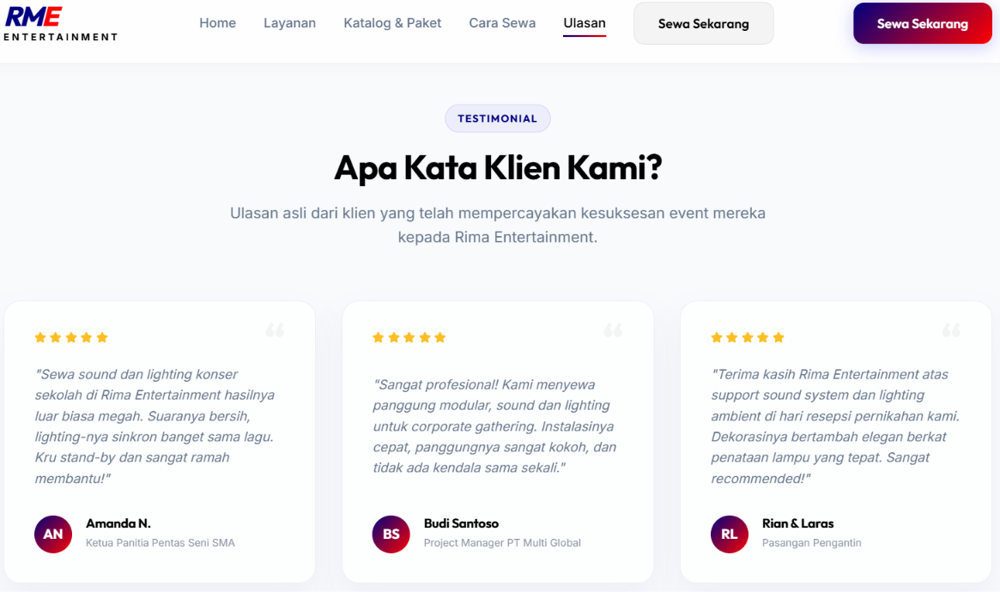 RME
ENTERTAINMENT
Home
Layanan
Katalog & Paket
Cara Sewa
Ulasan
Sewa Sekarang
Sewa Sekarang
TESTIMONIAL
Apa Kata Klien Kami?
Ulasan asli dari klien yang telah mempercayakan kesuksesan event mereka
kepada Rima Entertainment.
"Sewa sound dan lighting konser
sekolah di Rima Entertainment hasilnya
luar biasa megah. Suaranya bersih,
lighting-nya sinkron banget sama lagu.
Kru stand-by dan sangat ramah
membantu!"
AN
Amanda N.
Ketua Panitia Pentas Seni SMA
"Sangat profesional! Kami menyewa
panggung modular, sound dan lighting
untuk corporate gathering. Instalasinya
cepat, panggungnya sangat kokoh, dan
tidak ada kendala sama sekali."
BS
Budi Santoso
Project Manager PT Multi Global
"Terima kasih Rima Entertainment atas
support sound system dan lighting
ambient di hari resepsi pernikahan kami.
Dekorasinya bertambah elegan berkat
penataan lampu yang tepat. Sangat
recommended!"
RL
Rian & Laras
Pasangan Pengantin